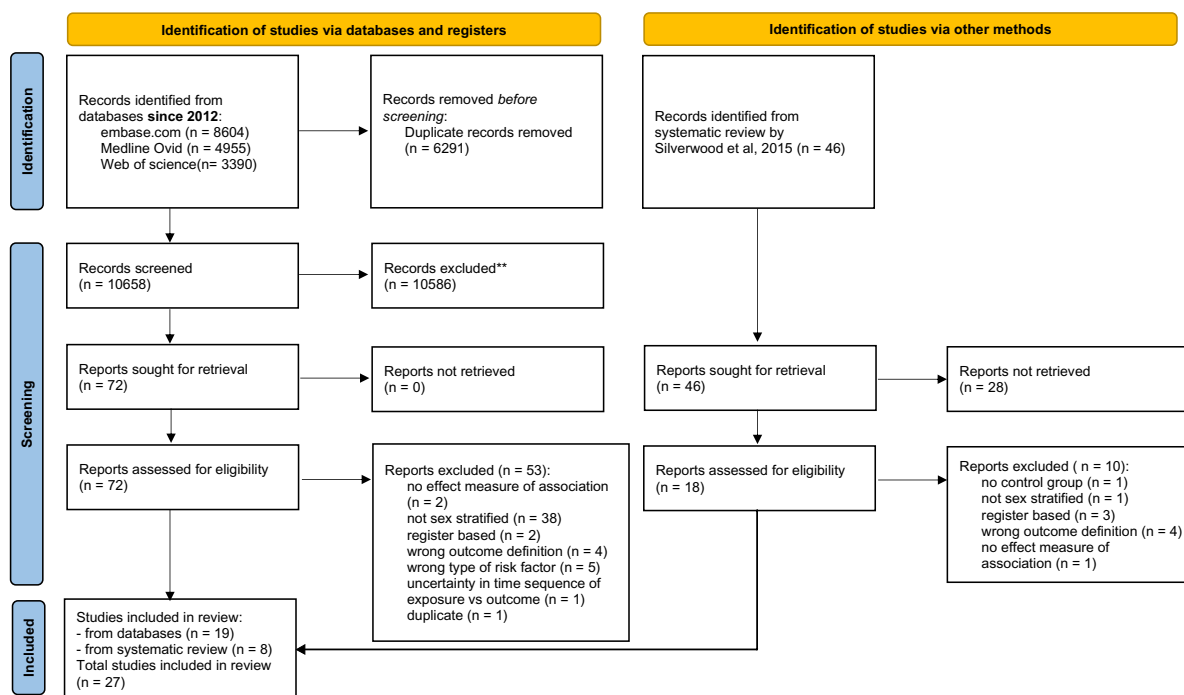 Identification of studies via databases and registers
Identification of studies via other methods
Identification
Records identified from
databases since 2012:
embase.com (n = 8604)
Medline Ovid (n = 4955)
Web of science(n= 3390)
Records removed before
screening:
Duplicate records removed
(n = 6291)
Records identified from
systematic review by
Silverwood et al, 2015 (n = 46)
Screening
Records screened
(n = 10658)
Records excluded**
(n = 10586)
Reports sought for retrieval
(n = 72)
Reports not retrieved
(n = 0)
Reports sought for retrieval
(n = 46)
Reports not retrieved
(n = 28)
Reports assessed for eligibility
(n = 72)
Reports excluded (n = 53):
no effect measure of association
(n = 2)
not sex stratified (n = 38)
register based (n = 2)
wrong outcome definition (n = 4)
wrong type of risk factor (n = 5)
uncertainty in time sequence of
exposure vs outcome (n = 1)
duplicate (n = 1)
Reports assessed for eligibility
(n = 18)
Reports excluded ( n = 10):
no control group (n = 1)
not sex stratified (n = 1)
register based (n = 3)
wrong outcome definition (n = 4)
no effect measure of
association (n = 1)
Included
Studies included in review:
- from databases (n = 19)
- from systematic review (n = 8)
Total studies included in review
(n = 27)